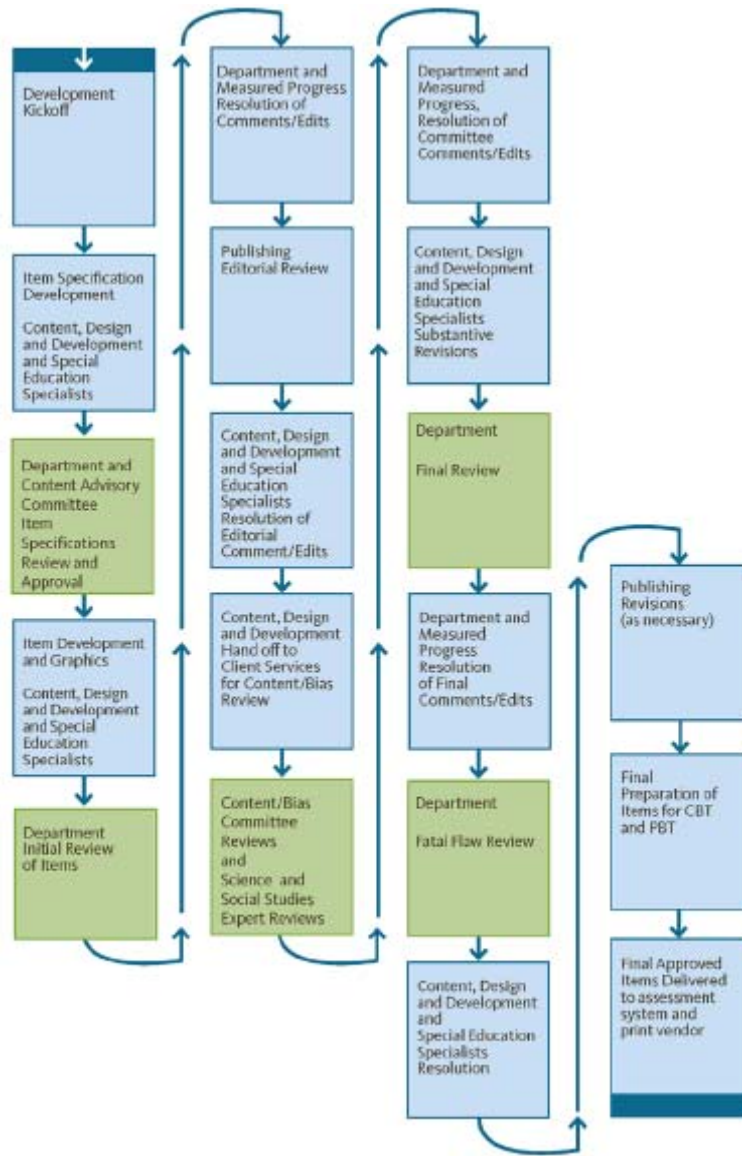 Development
Kickoff
Item Specification
Development
Content, Design
and Development
and Special
Education
Specialists
Department and
Content Advisory
Committee
Item
Specifications
Review and
Approval
Item Development
and Graphics
Content, Design
and Development
and Special
Education
Specialists
Department
Initial Review
of Items
Department and
Measured Progress
Resolution of
Comments/Edits
Publishing
Editorial Review
Content, Design
and Development
and Special
Education
Specialists
Resolution of
Editorial
Comment/Edits
Content, Design
and Development
Hand off to
Client Services
for Content/Bias
Review
Content/Bias
Committee
Reviews
and
Science and
Social Studies
Expert Reviews
Department and
Measured
Progress,
Resolution of
Committee
Comments/Edits
Content, Design
and Development
and Special
Education
Specialists
Substantive
Revisions
Department
Final Review
Department and
Measured
Progress
Resolution
of Final
Comments/Edits
Department
Fatal Flaw Review
Content, Design
and Development
and
Special Education
Specialists
Resolution
Publishing
Revisions
(as necessary)
Final
Preparation of
Items for CBT
and PBT
Final Approved
Items Delivered
to assessment
system and
print vendor